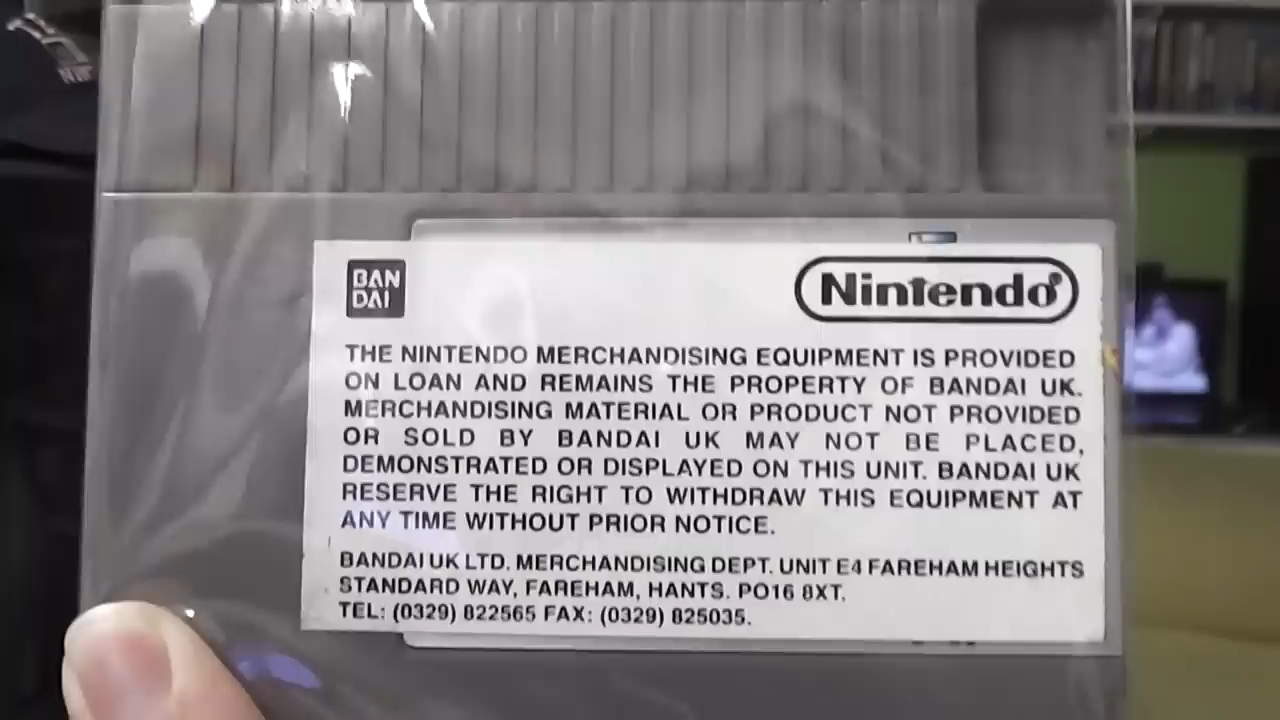 BAN
DAI
Nintendo
THE NINTENDO MERCHANDISING EQUIPMENT IS PROVIDED
ON LOAN AND REMAINS THE PROPERTY OF BANDAI UK.
MERCHANDISING MATERIAL OR PRODUCT NOT PROVIDED
OR SOLD BY BANDAI UK MAY NOT BE PLACED,
DEMONSTRATED OR DISPLAYED ON THIS UNIT. BANDAI UK
RESERVE THE RIGHT TO WITHDRAW THIS EQUIPMENT AT
ANY TIME WITHOUT PRIOR NOTICE.
BANDAI UK LTD. MERCHANDISING DEPT. UNIT E4 FAREHAM HEIGHTS
STANDARD WAY, FAREHAM, HANTS. PO16 8XT.
TEL: (0329) 822565 FAX: (0329) 825035.